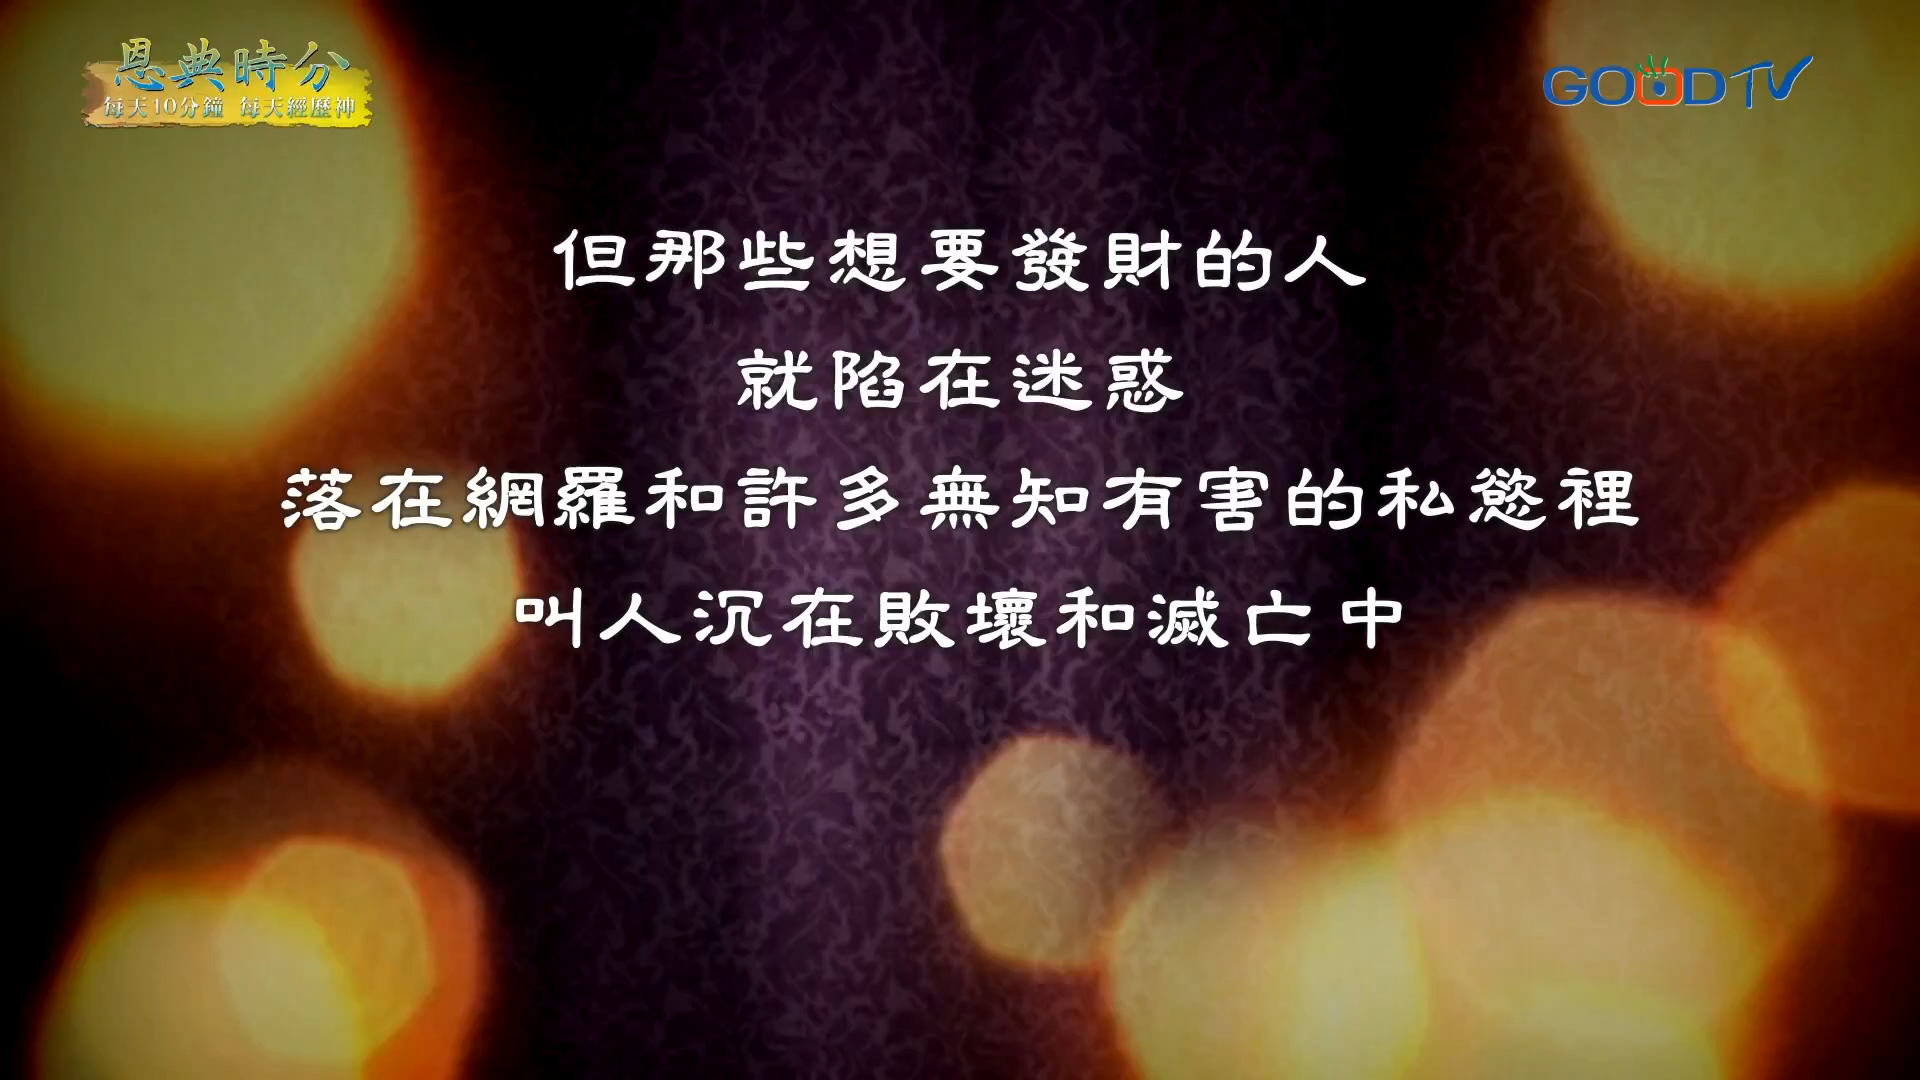 恩典時分
每天10分鐘 每天經歷神
GOODTV
但那些想要發財的人
就陷在迷惑
落在網羅和許多無知有害的私慾裡
叫人沉在敗壞和滅亡中